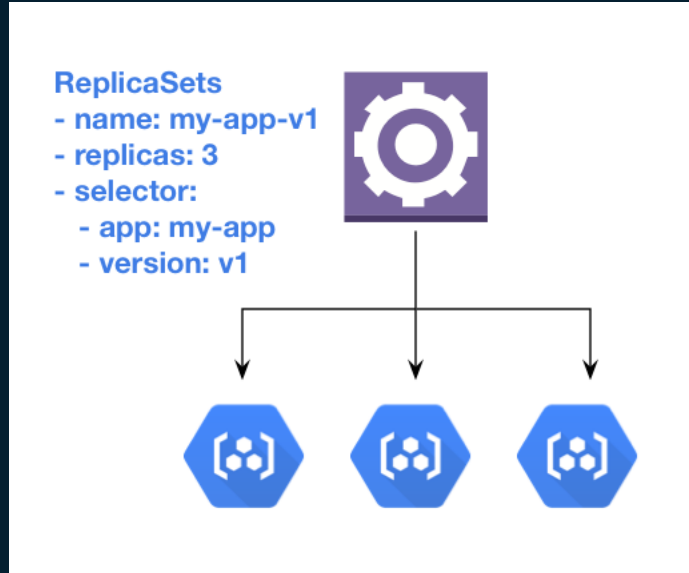 ReplicaSets
- name: my-app-v1
- replicas: 3
- selector:
- app: my-app
- version: v1